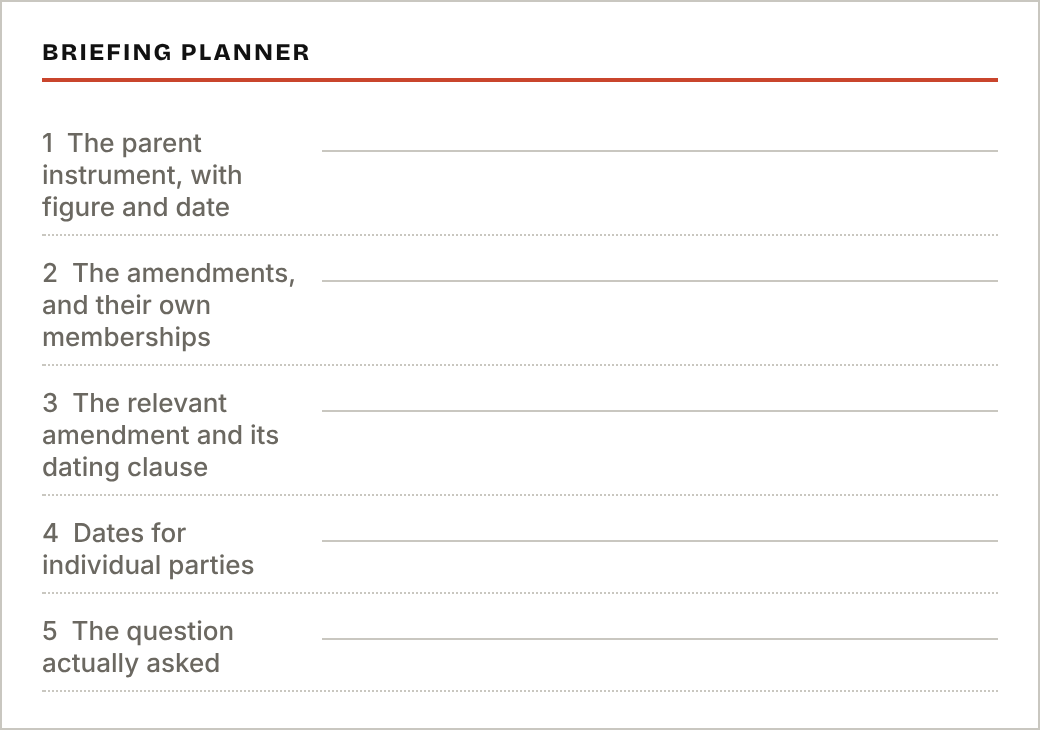 BRIEFING PLANNER
1 The parent
instrument, with
figure and date
2 The amendments,
and their own
memberships
3 The relevant
amendment and its
dating clause
4 Dates for
individual parties
5 The question
actually asked